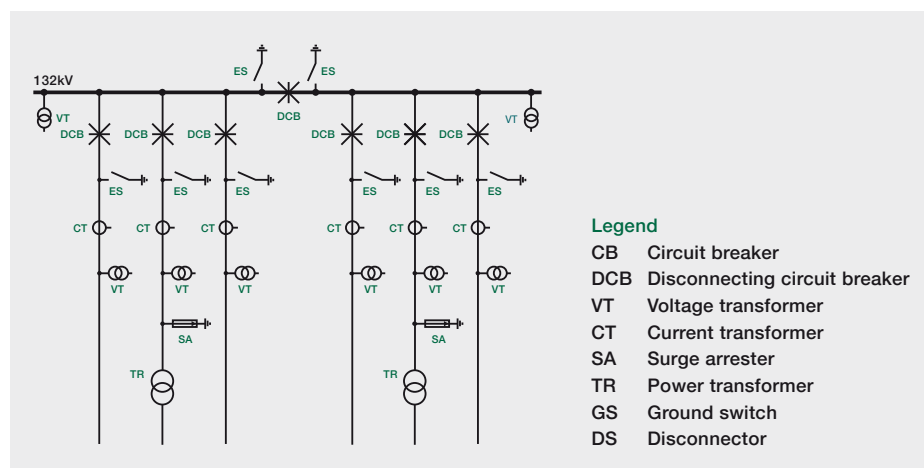 ES ES
132kV
DCB
VT VT
DCB DCB DCB DCB DCB DCB
ES ES ES ES ES ES
CT CT CT CT CT CT
VT VT VT VT VT VT
SA SA
TR TR
Legend
CB Circuit breaker
DCB Disconnecting circuit breaker
VT Voltage transformer
CT Current transformer
SA Surge arrester
TR Power transformer
GS Ground switch
DS Disconnector